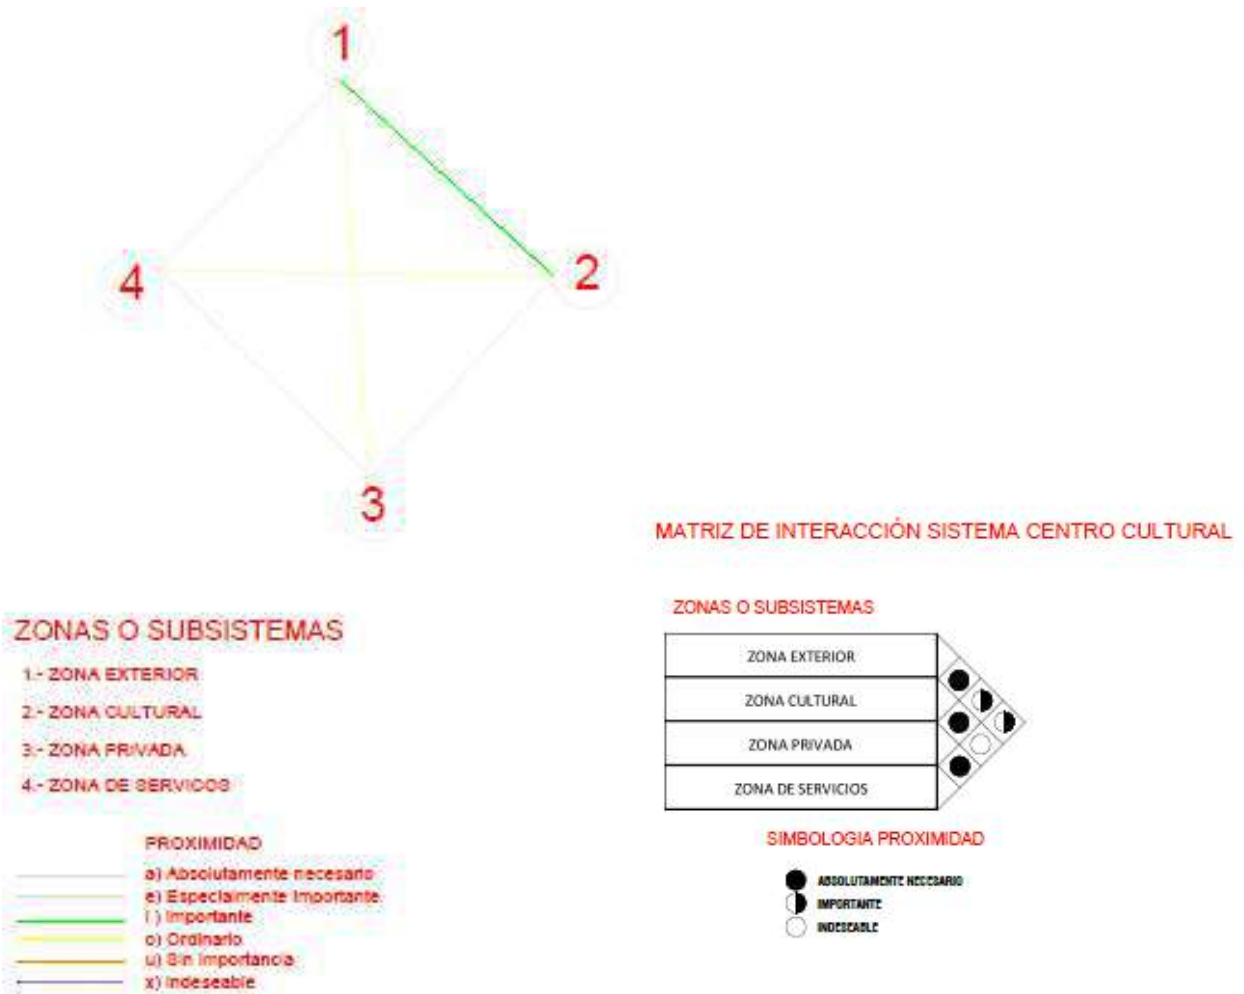 1
4
2
3
MATRIZ DE INTERACCIÓN SISTEMA CENTRO CULTURAL
ZONAS O SUBSISTEMAS
1.- ZONA EXTERIOR
2.- ZONA CULTURAL
3.- ZONA PRIVADA
4.- ZONA DE SERVICOS
PROXIMIDAD
a) Absolutamente necesario
e) Especialmente Importante
I ) Importante
o) Ordinario
u) Sin Importancia
x) Indeseable
ZONAS O SUBSISTEMAS
ZONA EXTERIOR
ZONA CULTURAL
ZONA PRIVADA
ZONA DE SERVICIOS
SIMBOLOGIA PROXIMIDAD
ABSOLUTAMENTE NECESARIO
IMPORTANTE
INDESEABLE